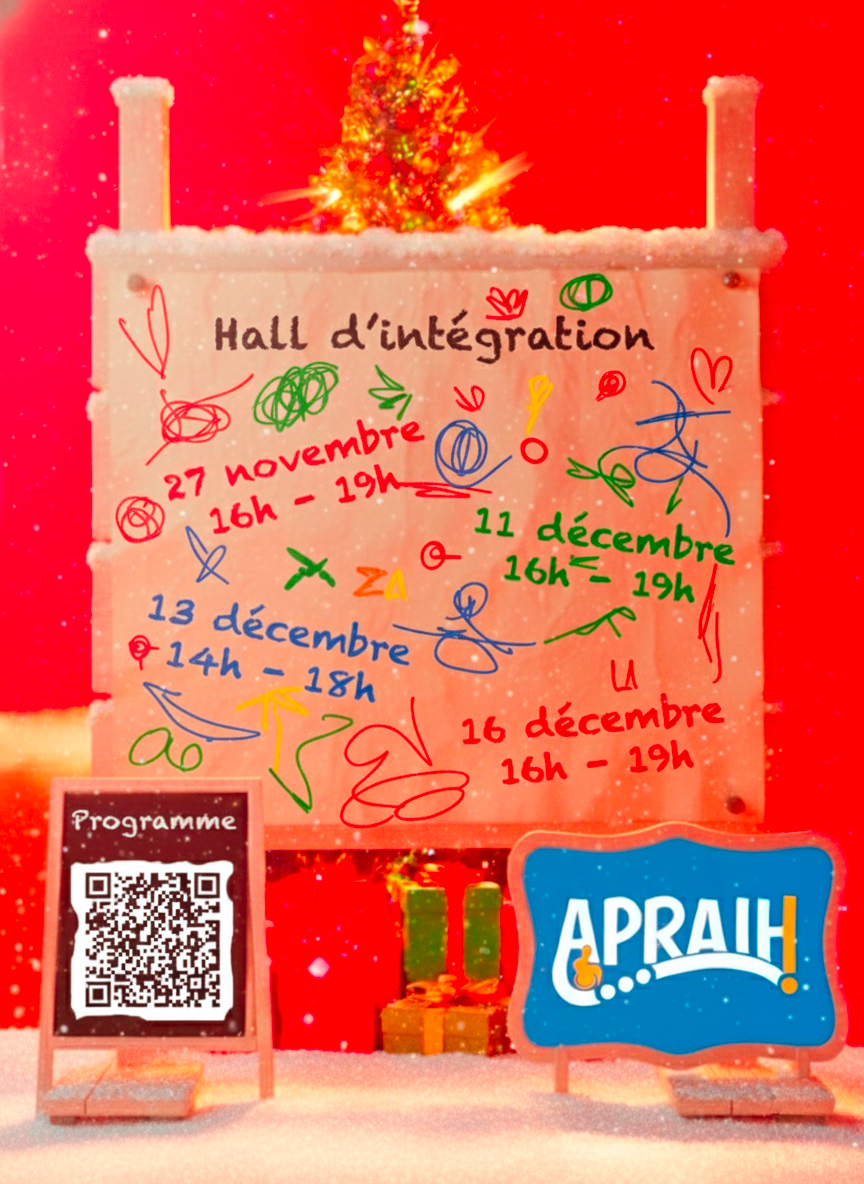 Hall d'intégration
27 novembre
16h - 19h
11 décembre
16h - 19h
13 décembre
14h - 18h
16 décembre
16h - 19h
Programme
APRAIH!